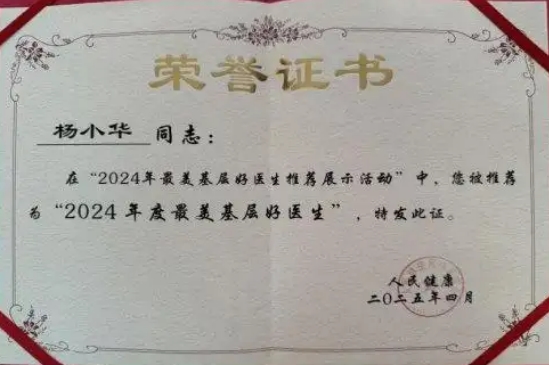 荣誉证书
杨小华 同志：
在“2024年最美基层好医生推荐展示活动”中，您被推荐
为“2024年度最美基层好医生”，特发此证。
人民健康
二〇二五年四月